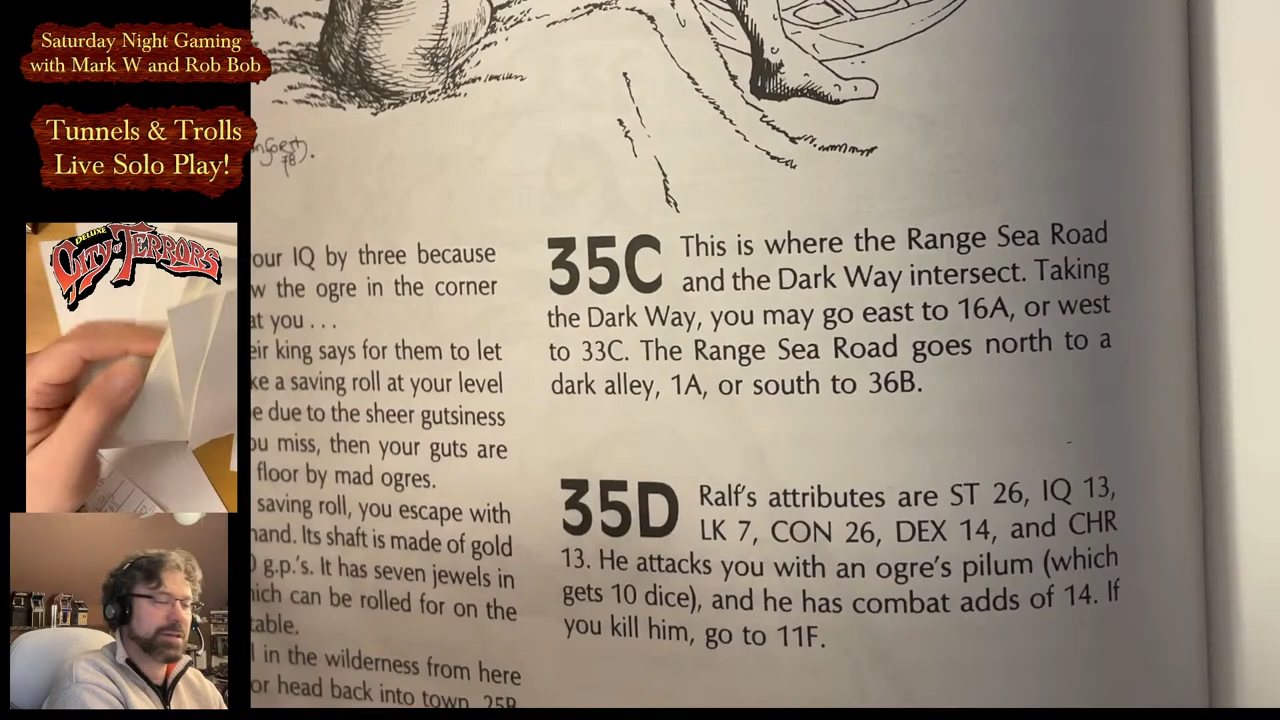 Saturday Night Gaming
with Mark W and Rob Bob
Tunnels & Trolls
Live Solo Play!
DELUXE
CITY OF TERRORS
78
our IQ by three because
w the ogre in the corner
at you . . .
eir king says for them to let
ke a saving roll at your level
e due to the sheer gutsiness
ou miss, then your guts are
floor by mad ogres.
saving roll, you escape with
hand. Its shaft is made of gold
0 g.p.'s. It has seven jewels in
hich can be rolled for on the
table.
l in the wilderness from here
or head back into town, 25B
35C This is where the Range Sea Road
and the Dark Way intersect. Taking
the Dark Way, you may go east to 16A, or west
to 33C. The Range Sea Road goes north to a
dark alley, 1A, or south to 36B.
35D Ralf's attributes are ST 26, IQ 13,
LK 7, CON 26, DEX 14, and CHR
13. He attacks you with an ogre's pilum (which
gets 10 dice), and he has combat adds of 14. If
you kill him, go to 11F.